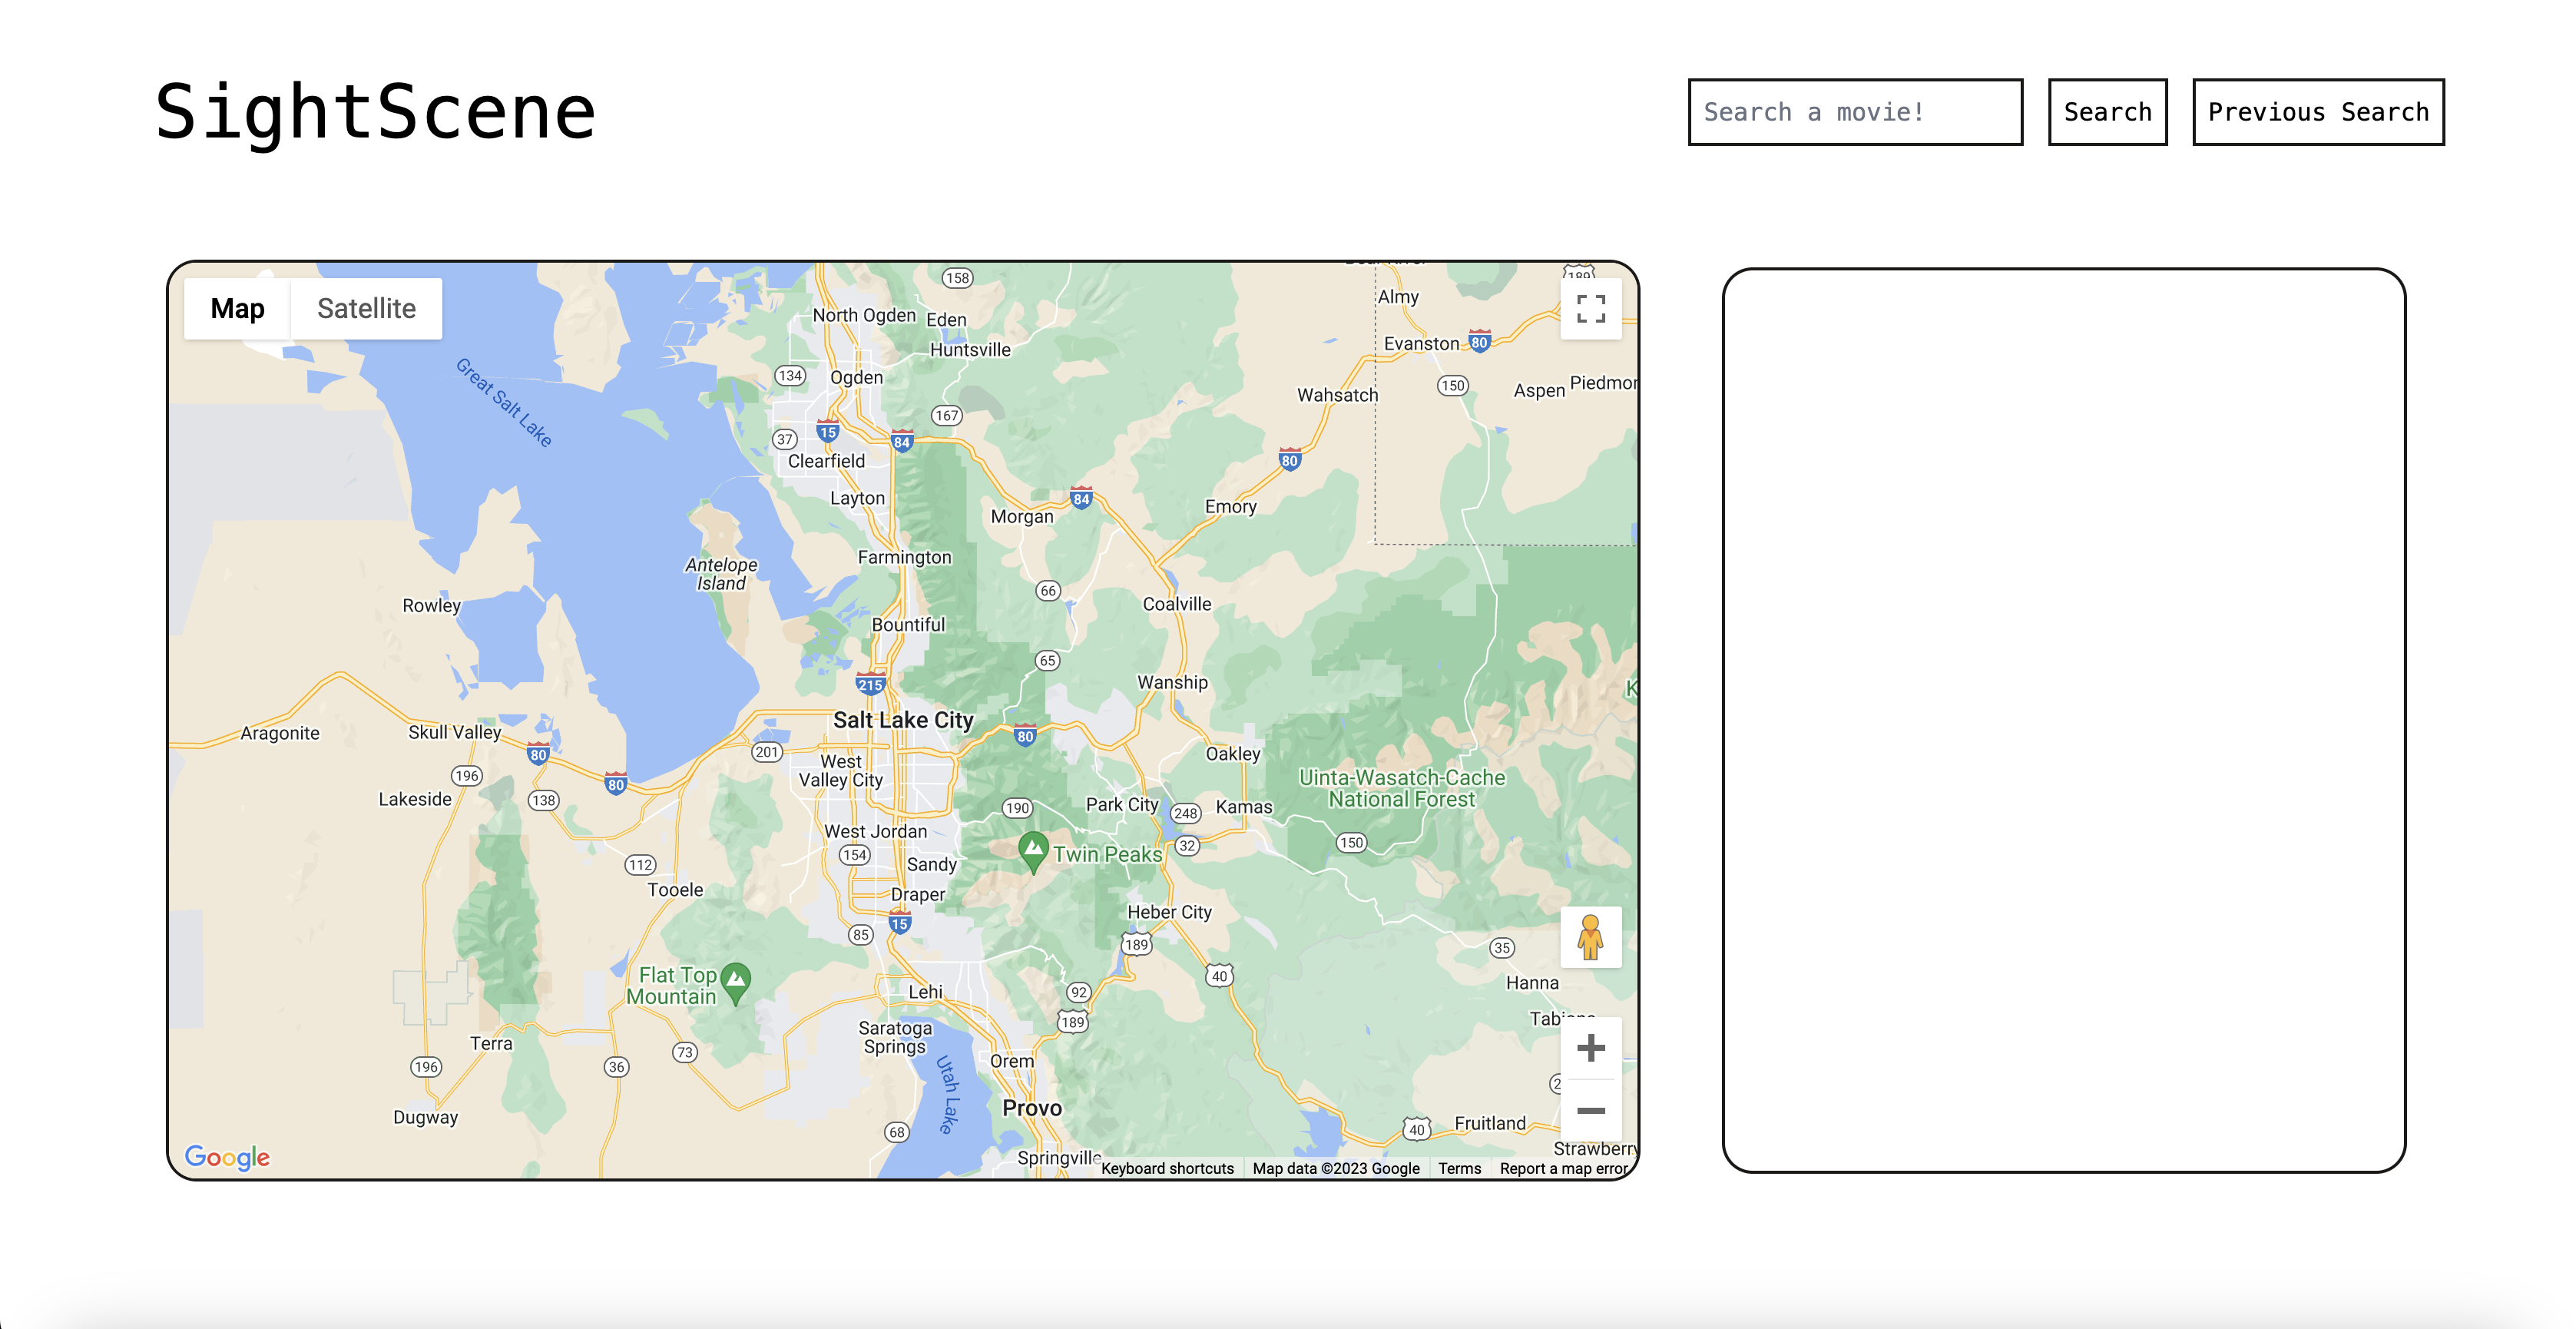 SightScene
Search a movie!
Search
Previous Search
Map
Satellite
158
189
Almy
North Ogden
Eden
Evanston
80
Huntsville
134
Ogden
150
Aspen
Wahsatch
167
15
37
84
Clearfield
80
Great Salt Lake
Layton
84
Morgan
Emory
Farmington
Antelope
Island
66
Rowley
Coalville
Bountiful
65
215
Wanship
Salt Lake City
Aragonite
Skull Valley
80
80
201
Oakley
West
Valley City
196
80
Uinta-Wasatch-Cache
National Forest
Lakeside
138
190
Park City
248
Kamas
West Jordan
32
150
154
Twin Peaks
112
Sandy
Tooele
Draper
15
Heber City
85
189
35
Flat Top
Mountain
40
Hanna
Lehi
92
189
Saratoga
Springs
Terra
73
Orem
196
36
Utah Lake
Provo
Dugway
68
40
Fruitland
Strawberry
Springville
Google
Keyboard shortcuts
Map data ©2023 Google
Terms
Report a map error